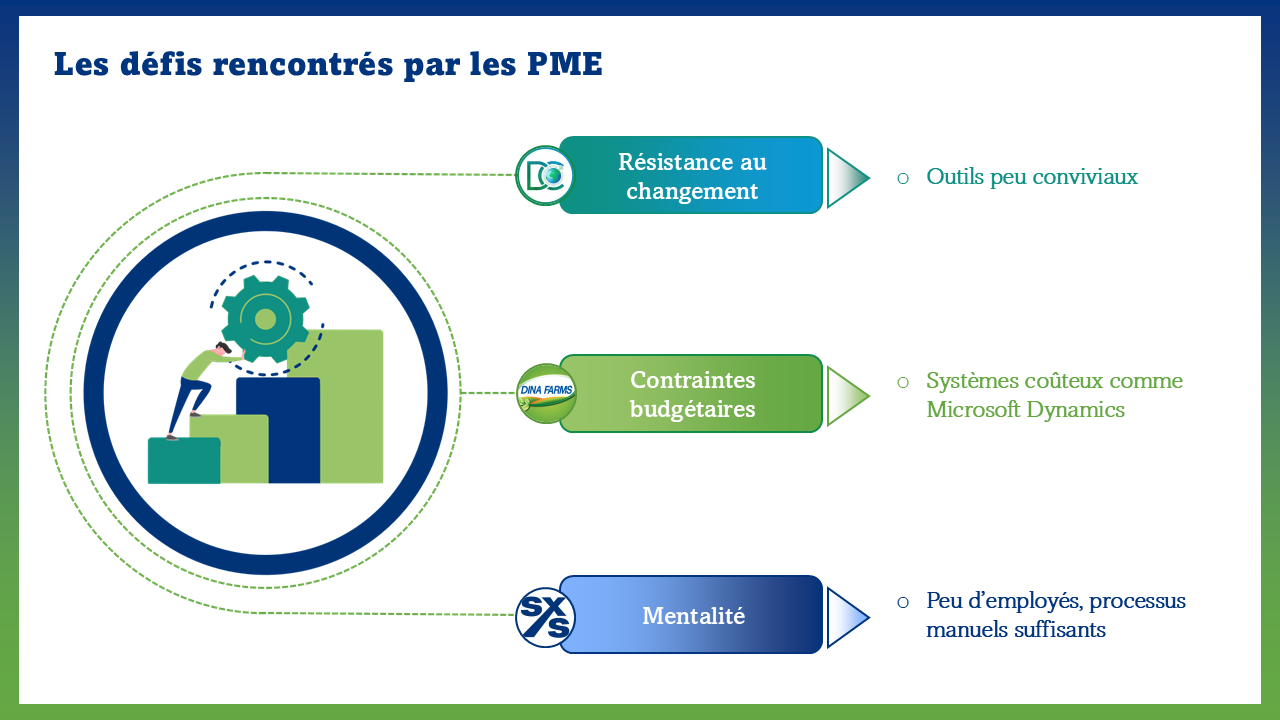 Les défis rencontrés par les PME
DC
Résistance au
changement
○ Outils peu conviviaux
DINA FARMS
Contraintes
budgétaires
○ Systèmes coûteux comme
Microsoft Dynamics
SXS
Mentalité
○ Peu d’employés, processus
manuels suffisants